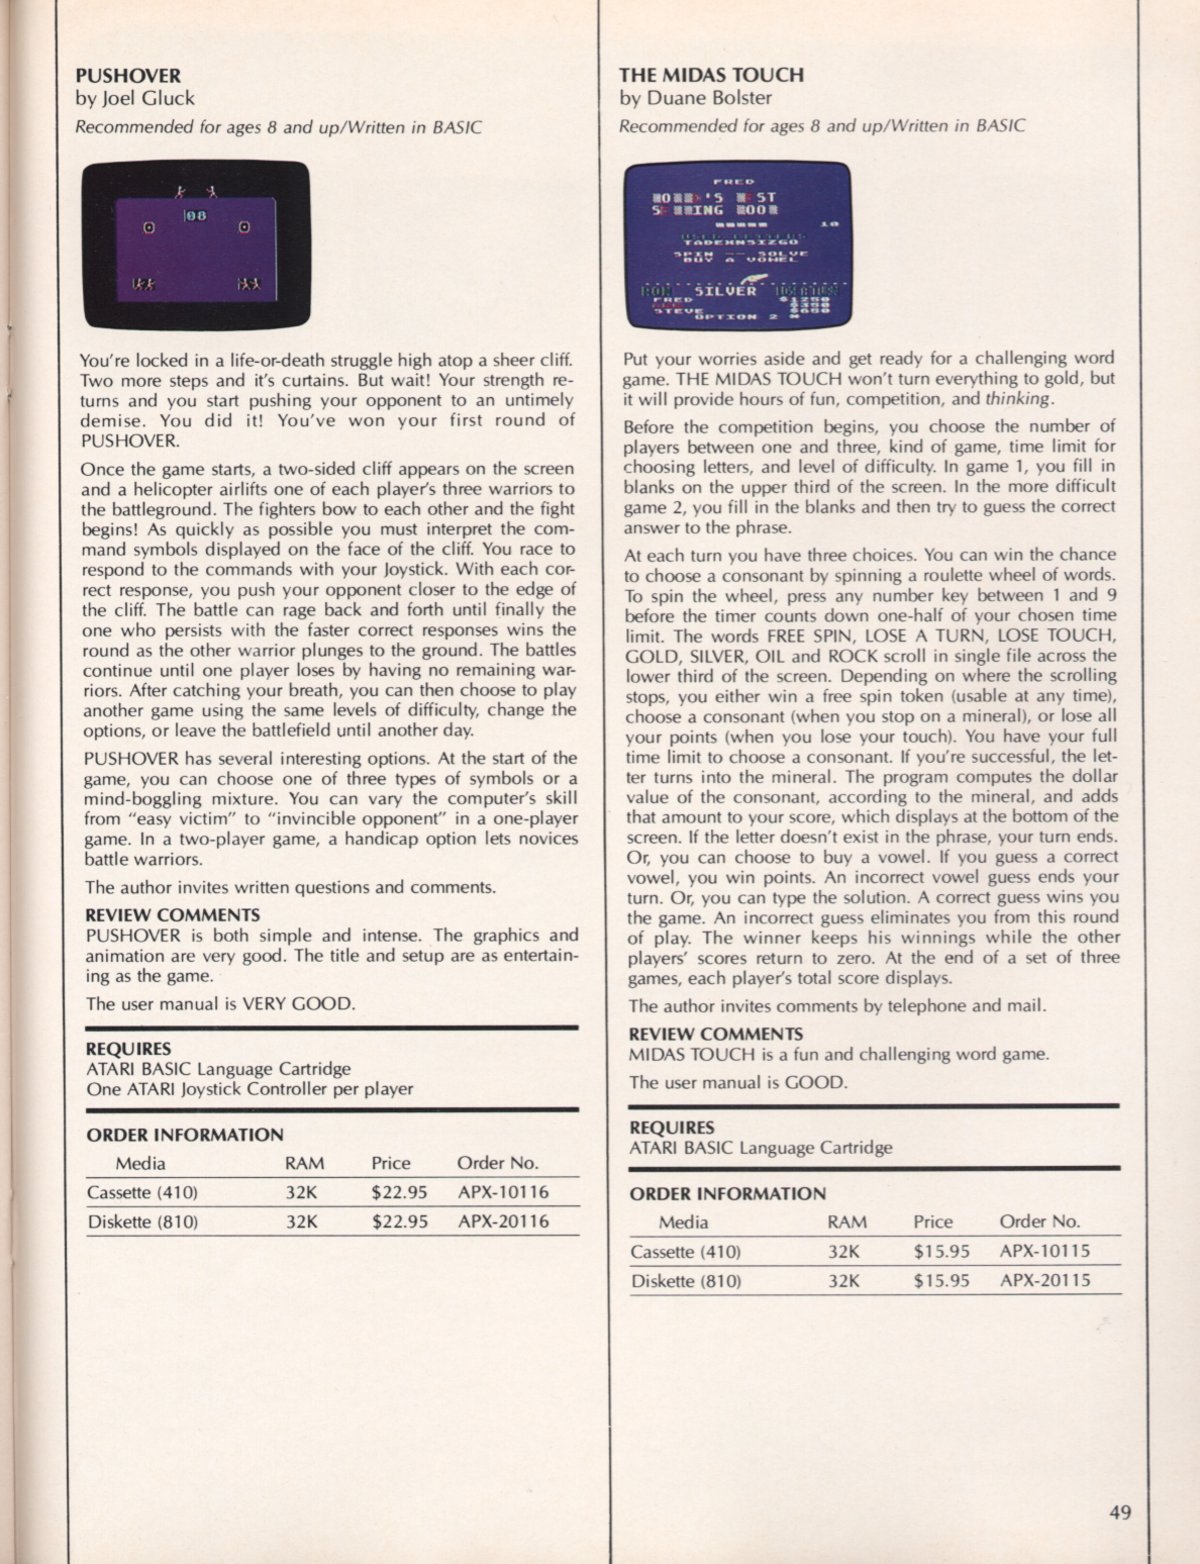 PUSHOVER
by Joel Gluck
Recommended for ages 8 and up/Written in BASIC
08
You're locked in a life-or-death struggle high atop a sheer cliff.
Two more steps and it's curtains. But wait! Your strength re-
turns and you start pushing your opponent to an untimely
demise. You did it! You've won your first round of
PUSHOVER.
Once the game starts, a two-sided cliff appears on the screen
and a helicopter airlifts one of each player's three warriors to
the battleground. The fighters bow to each other and the fight
begins! As quickly as possible you must interpret the com-
mand symbols displayed on the face of the cliff. You race to
respond to the commands with your Joystick. With each cor-
rect response, you push your opponent closer to the edge of
the cliff. The battle can rage back and forth until finally the
one who persists with the faster correct responses wins the
round as the other warrior plunges to the ground. The battles
continue until one player loses by having no remaining war-
riors. After catching your breath, you can then choose to play
another game using the same levels of difficulty, change the
options, or leave the battlefield until another day.
PUSHOVER has several interesting options. At the start of the
game, you can choose one of three types of symbols or a
mind-boggling mixture. You can vary the computer's skill
from "easy victim" to "invincible opponent" in a one-player
game. In a two-player game, a handicap option lets novices
battle warriors.
The author invites written questions and comments.
REVIEW COMMENTS
PUSHOVER is both simple and intense. The graphics and
animation are very good. The title and setup are as entertain-
ing as the game.
The user manual is VERY GOOD.
REQUIRES
ATARI BASIC Language Cartridge
One ATARI Joystick Controller per player
ORDER INFORMATION
Media RAM Price Order No.
Cassette (410) 32K $22.95 APX-10116
Diskette (810) 32K $22.95 APX-20116
THE MIDAS TOUCH
by Duane Bolster
Recommended for ages 8 and up/Written in BASIC
FRED
10
SPIN -- SOLVE
BUY A VOWEL
SILVER
FRED $1250
STEVE $650
OPTION 2
Put your worries aside and get ready for a challenging word
game. THE MIDAS TOUCH won't turn everything to gold, but
it will provide hours of fun, competition, and thinking.
Before the competition begins, you choose the number of
players between one and three, kind of game, time limit for
choosing letters, and level of difficulty. In game 1, you fill in
blanks on the upper third of the screen. In the more difficult
game 2, you fill in the blanks and then try to guess the correct
answer to the phrase.
At each turn you have three choices. You can win the chance
to choose a consonant by spinning a roulette wheel of words.
To spin the wheel, press any number key between 1 and 9
before the timer counts down one-half of your chosen time
limit. The words FREE SPIN, LOSE A TURN, LOSE TOUCH,
GOLD, SILVER, OIL and ROCK scroll in single file across the
lower third of the screen. Depending on where the scrolling
stops, you either win a free spin token (usable at any time),
choose a consonant (when you stop on a mineral), or lose all
your points (when you lose your touch). You have your full
time limit to choose a consonant. If you're successful, the let-
ter turns into the mineral. The program computes the dollar
value of the consonant, according to the mineral, and adds
that amount to your score, which displays at the bottom of the
screen. If the letter doesn't exist in the phrase, your turn ends.
Or, you can choose to buy a vowel. If you guess a correct
vowel, you win points. An incorrect vowel guess ends your
turn. Or, you can type the solution. A correct guess wins you
the game. An incorrect guess eliminates you from this round
of play. The winner keeps his winnings while the other
players' scores return to zero. At the end of a set of three
games, each player's total score displays.
The author invites comments by telephone and mail.
REVIEW COMMENTS
MIDAS TOUCH is a fun and challenging word game.
The user manual is GOOD.
REQUIRES
ATARI BASIC Language Cartridge
ORDER INFORMATION
Media RAM Price Order No.
Cassette (410) 32K $15.95 APX-10115
Diskette (810) 32K $15.95 APX-20115
49